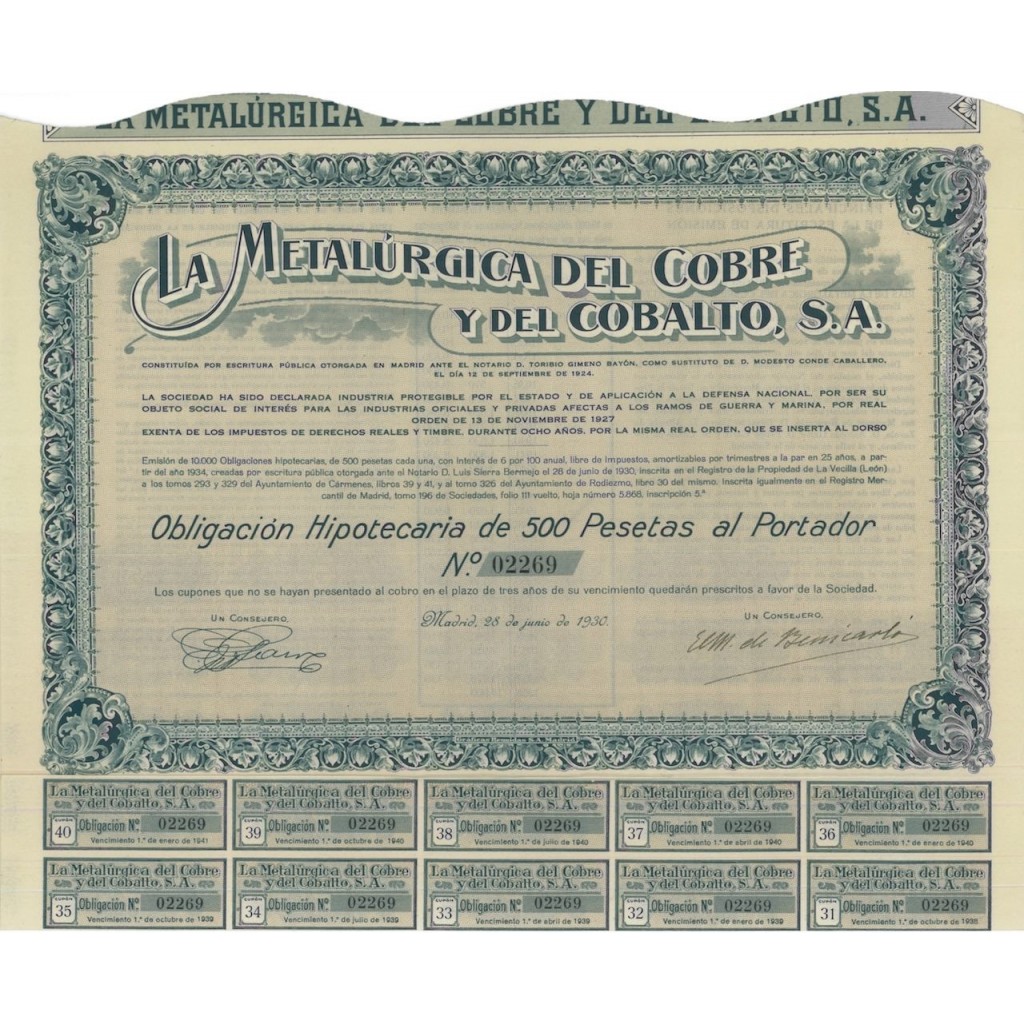 LA METALÚRGICA DEL COBRE Y DEL COBALTO, S.A.
LA METALÚRGICA DEL COBRE
Y DEL COBALTO, S.A.
CONSTITUÍDA POR ESCRITURA PÚBLICA OTORGADA EN MADRID ANTE EL NOTARIO D. TORIBIO GIMENO BAYÓN, COMO SUSTITUTO DE D. MODESTO CONDE CABALLERO,
EL DÍA 12 DE SEPTIEMBRE DE 1924.
LA SOCIEDAD HA SIDO DECLARADA INDUSTRIA PROTEGIBLE POR EL ESTADO Y DE APLICACIÓN A LA DEFENSA NACIONAL, POR SER SU
OBJETO SOCIAL DE INTERÉS PARA LAS INDUSTRIAS OFICIALES Y PRIVADAS AFECTAS A LOS RAMOS DE GUERRA Y MARINA, POR REAL
ORDEN DE 13 DE NOVIEMBRE DE 1927
EXENTA DE LOS IMPUESTOS DE DERECHOS REALES Y TIMBRE, DURANTE OCHO AÑOS, POR LA MISMA REAL ORDEN, QUE SE INSERTA AL DORSO
Emisión de 10.000 Obligaciones hipotecarias, de 500 pesetas cada una, con interés de 6 por 100 anual, libre de Impuestos, amortizables por trimestres a la par en 25 años, a par-
tir del año 1934, creadas por escritura pública otorgada ante el Notario D. Luis Sierra Bermejo el 28 de junio de 1930, inscrita en el Registro de la Propiedad de La Vecilla (León)
a los tomos 293 y 329 del Ayuntamiento de Cármenes, libros 39 y 41, y al tomo 326 del Ayuntamiento de Rodiezmo, libro 30 del mismo. Inscrita igualmente en el Registro Mer-
cantil de Madrid, tomo 196 de Sociedades, folio 111 vuelto, hoja número 5.868, inscripción 5.ª
Obligación Hipotecaria de 500 Pesetas al Portador
N.º 02269
Los cupones que no se hayan presentado al cobro en el plazo de tres años de su vencimiento quedarán prescritos a favor de la Sociedad.
UN CONSEJERO, Madrid, 28 de junio de 1930. UN CONSEJERO,
El M. de Benicarló
La Metalúrgica del Cobre La Metalúrgica del Cobre La Metalúrgica del Cobre La Metalúrgica del Cobre La Metalúrgica del Cobre
y del Cobalto, S.A. y del Cobalto, S.A. y del Cobalto, S.A. y del Cobalto, S.A. y del Cobalto, S.A.
CUPÓN 40 Obligación Nº 02269 CUPÓN 39 Obligación Nº 02269 CUPÓN 38 Obligación Nº 02269 CUPÓN 37 Obligación Nº 02269 CUPÓN 36 Obligación Nº 02269
Vencimiento 1.º de enero de 1941 Vencimiento 1.º de octubre de 1940 Vencimiento 1.º de julio de 1940 Vencimiento 1.º de abril de 1940 Vencimiento 1.º de enero de 1940
La Metalúrgica del Cobre La Metalúrgica del Cobre La Metalúrgica del Cobre La Metalúrgica del Cobre La Metalúrgica del Cobre
y del Cobalto, S.A. y del Cobalto, S.A. y del Cobalto, S.A. y del Cobalto, S.A. y del Cobalto, S.A.
CUPÓN 35 Obligación Nº 02269 CUPÓN 34 Obligación Nº 02269 CUPÓN 33 Obligación Nº 02269 CUPÓN 32 Obligación Nº 02269 CUPÓN 31 Obligación Nº 02269
Vencimiento 1.º de octubre de 1939 Vencimiento 1.º de julio de 1939 Vencimiento 1.º de abril de 1939 Vencimiento 1.º de enero de 1939 Vencimiento 1.º de octubre de 1938